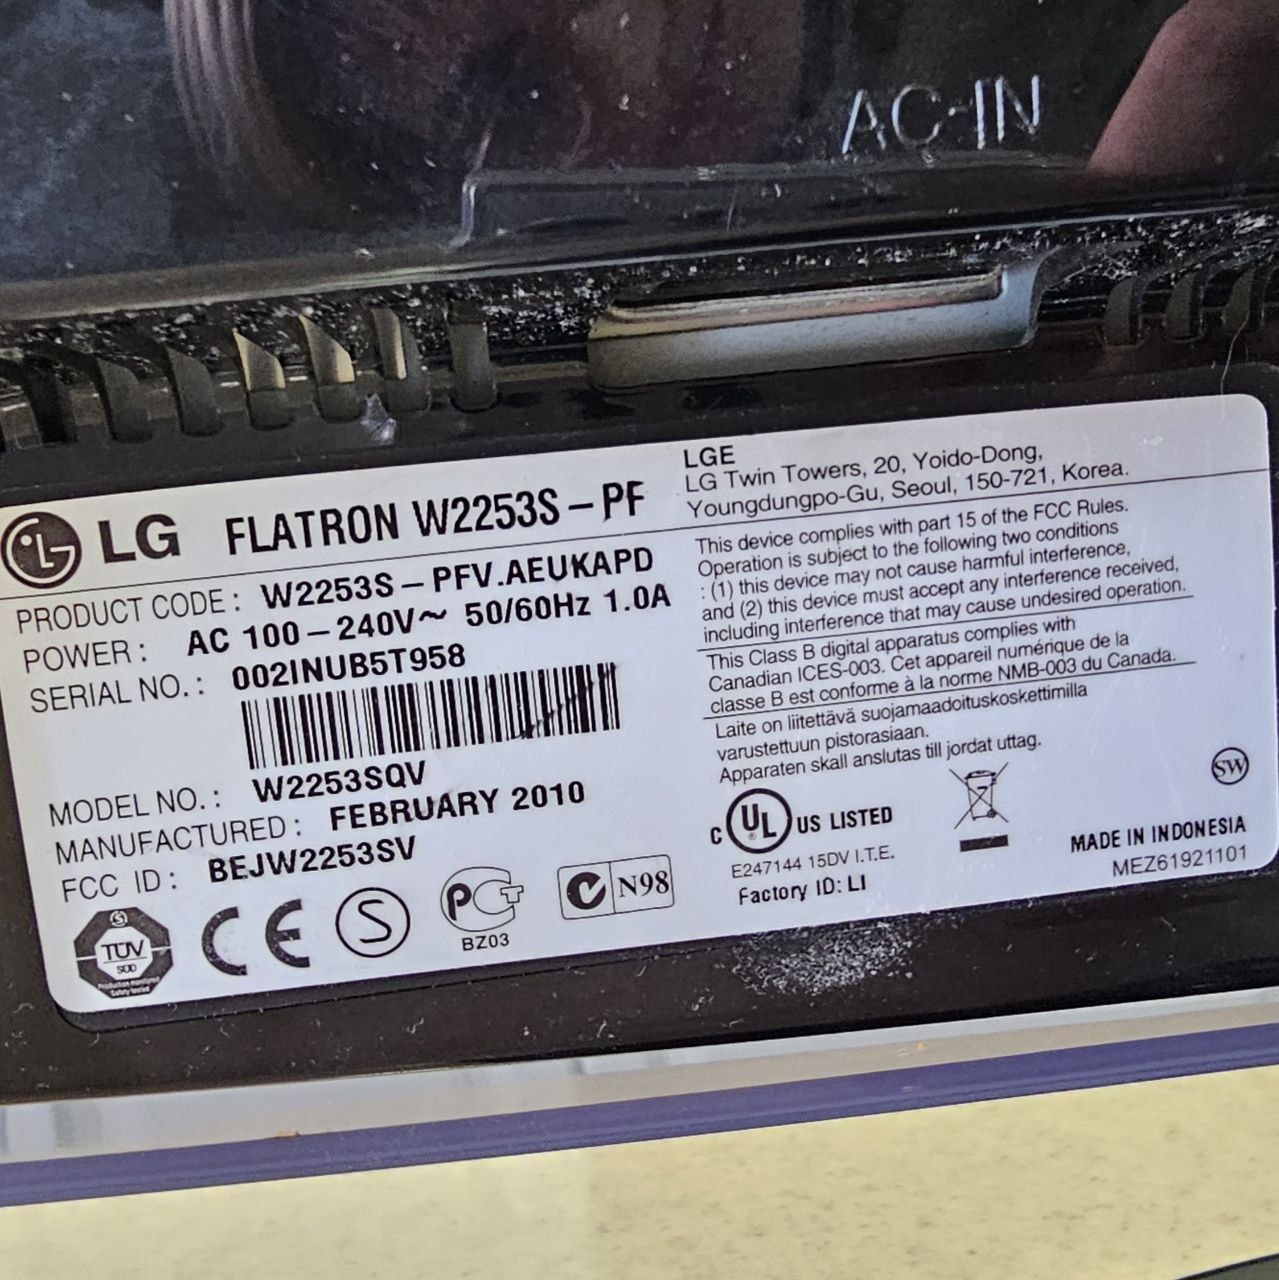 AC-IN
LG FLATRON W2253S-PF
PRODUCT CODE: W2253S-PFV.AEUKAPD
POWER: AC 100-240V~ 50/60Hz 1.0A
SERIAL NO.: 002INUB5T958
MODEL NO.: W2253SQV
MANUFACTURED: FEBRUARY 2010
FCC ID: BEJW2253SV
TÜV
SÜD
Production monitored
Safety tested
CE
S
PCT
BZ03
N98
LGE
LG Twin Towers, 20, Yoido-Dong,
Youngdungpo-Gu, Seoul, 150-721, Korea.
This device complies with part 15 of the FCC Rules.
Operation is subject to the following two conditions
: (1) this device may not cause harmful interference,
and (2) this device must accept any interference received,
including interference that may cause undesired operation.
This Class B digital apparatus complies with
Canadian ICES-003. Cet appareil numérique de la
classe B est conforme à la norme NMB-003 du Canada.
Laite on liitettävä suojamaadoituskoskettimilla
varustettuun pistorasiaan.
Apparaten skall anslutas till jordat uttag.
C UL ® US LISTED
E247144 15DV I.T.E.
Factory ID: LI
SW
MADE IN INDONESIA
MEZ61921101